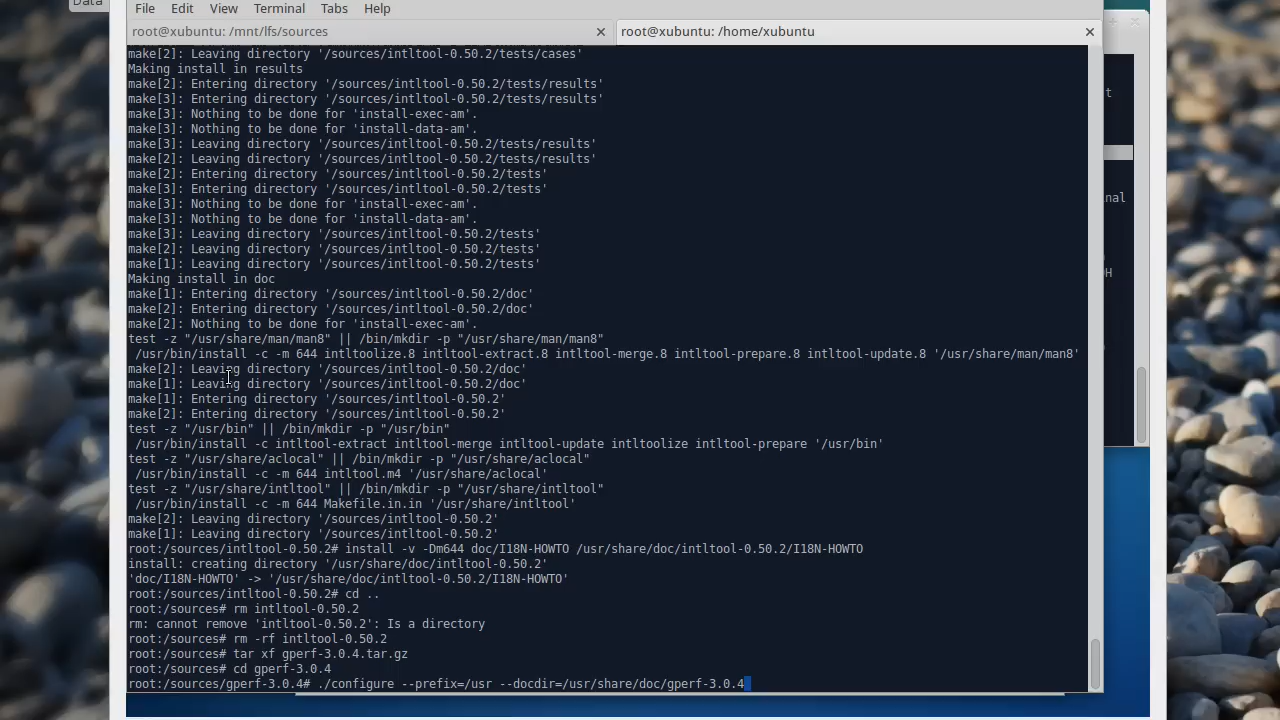 Data
File Edit View Terminal Tabs Help
root@xubuntu: /mnt/lfs/sources × root@xubuntu: /home/xubuntu ×
make[2]: Leaving directory '/sources/intltool-0.50.2/tests/cases'
Making install in results
make[2]: Entering directory '/sources/intltool-0.50.2/tests/results'
make[3]: Entering directory '/sources/intltool-0.50.2/tests/results'
make[3]: Nothing to be done for 'install-exec-am'.
make[3]: Nothing to be done for 'install-data-am'.
make[3]: Leaving directory '/sources/intltool-0.50.2/tests/results'
make[2]: Leaving directory '/sources/intltool-0.50.2/tests/results'
make[2]: Entering directory '/sources/intltool-0.50.2/tests'
make[3]: Entering directory '/sources/intltool-0.50.2/tests'
make[3]: Nothing to be done for 'install-exec-am'.
make[3]: Nothing to be done for 'install-data-am'.
make[3]: Leaving directory '/sources/intltool-0.50.2/tests'
make[2]: Leaving directory '/sources/intltool-0.50.2/tests'
make[1]: Leaving directory '/sources/intltool-0.50.2/tests'
Making install in doc
make[1]: Entering directory '/sources/intltool-0.50.2/doc'
make[2]: Entering directory '/sources/intltool-0.50.2/doc'
make[2]: Nothing to be done for 'install-exec-am'.
test -z "/usr/share/man/man8" || /bin/mkdir -p "/usr/share/man/man8"
/usr/bin/install -c -m 644 intltoolize.8 intltool-extract.8 intltool-merge.8 intltool-prepare.8 intltool-update.8 '/usr/share/man/man8'
make[2]: Leaving directory '/sources/intltool-0.50.2/doc'
make[1]: Leaving directory '/sources/intltool-0.50.2/doc'
make[1]: Entering directory '/sources/intltool-0.50.2'
make[2]: Entering directory '/sources/intltool-0.50.2'
test -z "/usr/bin" || /bin/mkdir -p "/usr/bin"
/usr/bin/install -c intltool-extract intltool-merge intltool-update intltoolize intltool-prepare '/usr/bin'
test -z "/usr/share/aclocal" || /bin/mkdir -p "/usr/share/aclocal"
/usr/bin/install -c -m 644 intltool.m4 '/usr/share/aclocal'
test -z "/usr/share/intltool" || /bin/mkdir -p "/usr/share/intltool"
/usr/bin/install -c -m 644 Makefile.in.in '/usr/share/intltool'
make[2]: Leaving directory '/sources/intltool-0.50.2'
make[1]: Leaving directory '/sources/intltool-0.50.2'
root:/sources/intltool-0.50.2# install -v -Dm644 doc/I18N-HOWTO /usr/share/doc/intltool-0.50.2/I18N-HOWTO
install: creating directory '/usr/share/doc/intltool-0.50.2'
'doc/I18N-HOWTO' -> '/usr/share/doc/intltool-0.50.2/I18N-HOWTO'
root:/sources/intltool-0.50.2# cd ..
root:/sources# rm intltool-0.50.2
rm: cannot remove 'intltool-0.50.2': Is a directory
root:/sources# rm -rf intltool-0.50.2
root:/sources# tar xf gperf-3.0.4.tar.gz
root:/sources# cd gperf-3.0.4
root:/sources/gperf-3.0.4# ./configure --prefix=/usr --docdir=/usr/share/doc/gperf-3.0.4